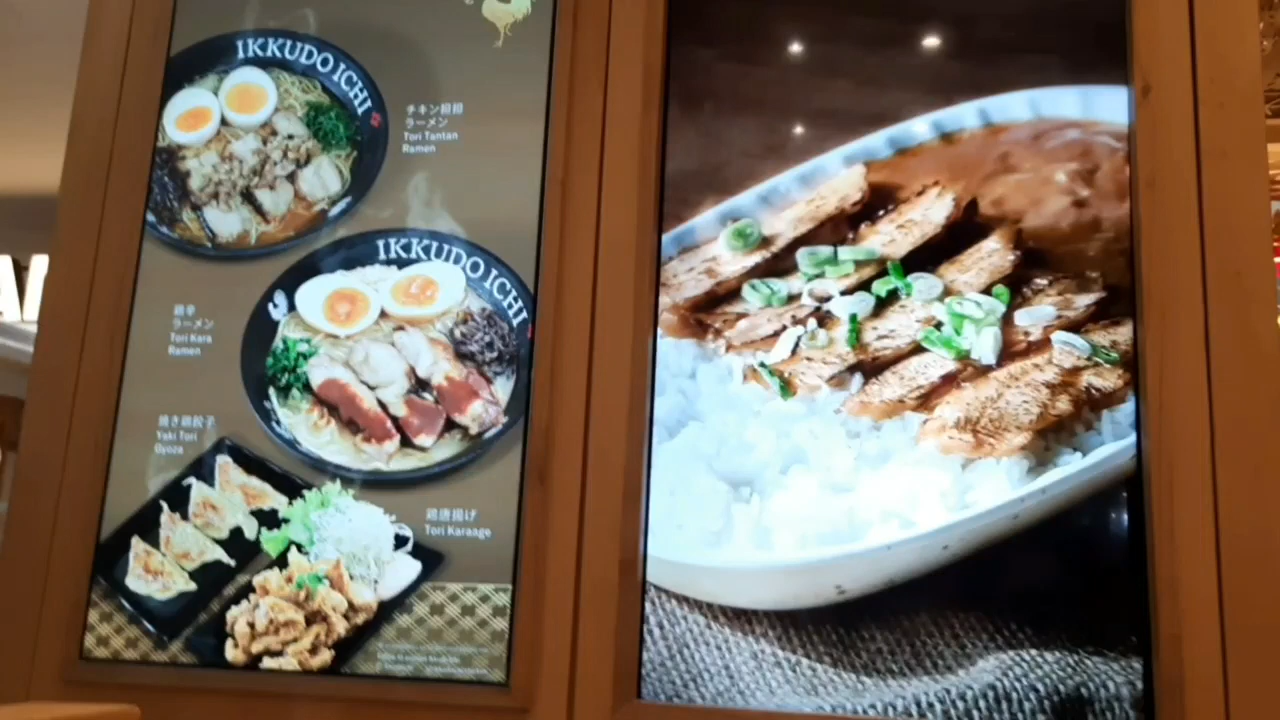 IKKUDO ICHI
チキン担担
ラーメン
Tori Tantan
Ramen
IKKUDO ICHI
鶏辛
ラーメン
Tori Kara
Ramen
焼き鶏餃子
Yaki Tori
Gyoza
鶏唐揚げ
Tori Karaage